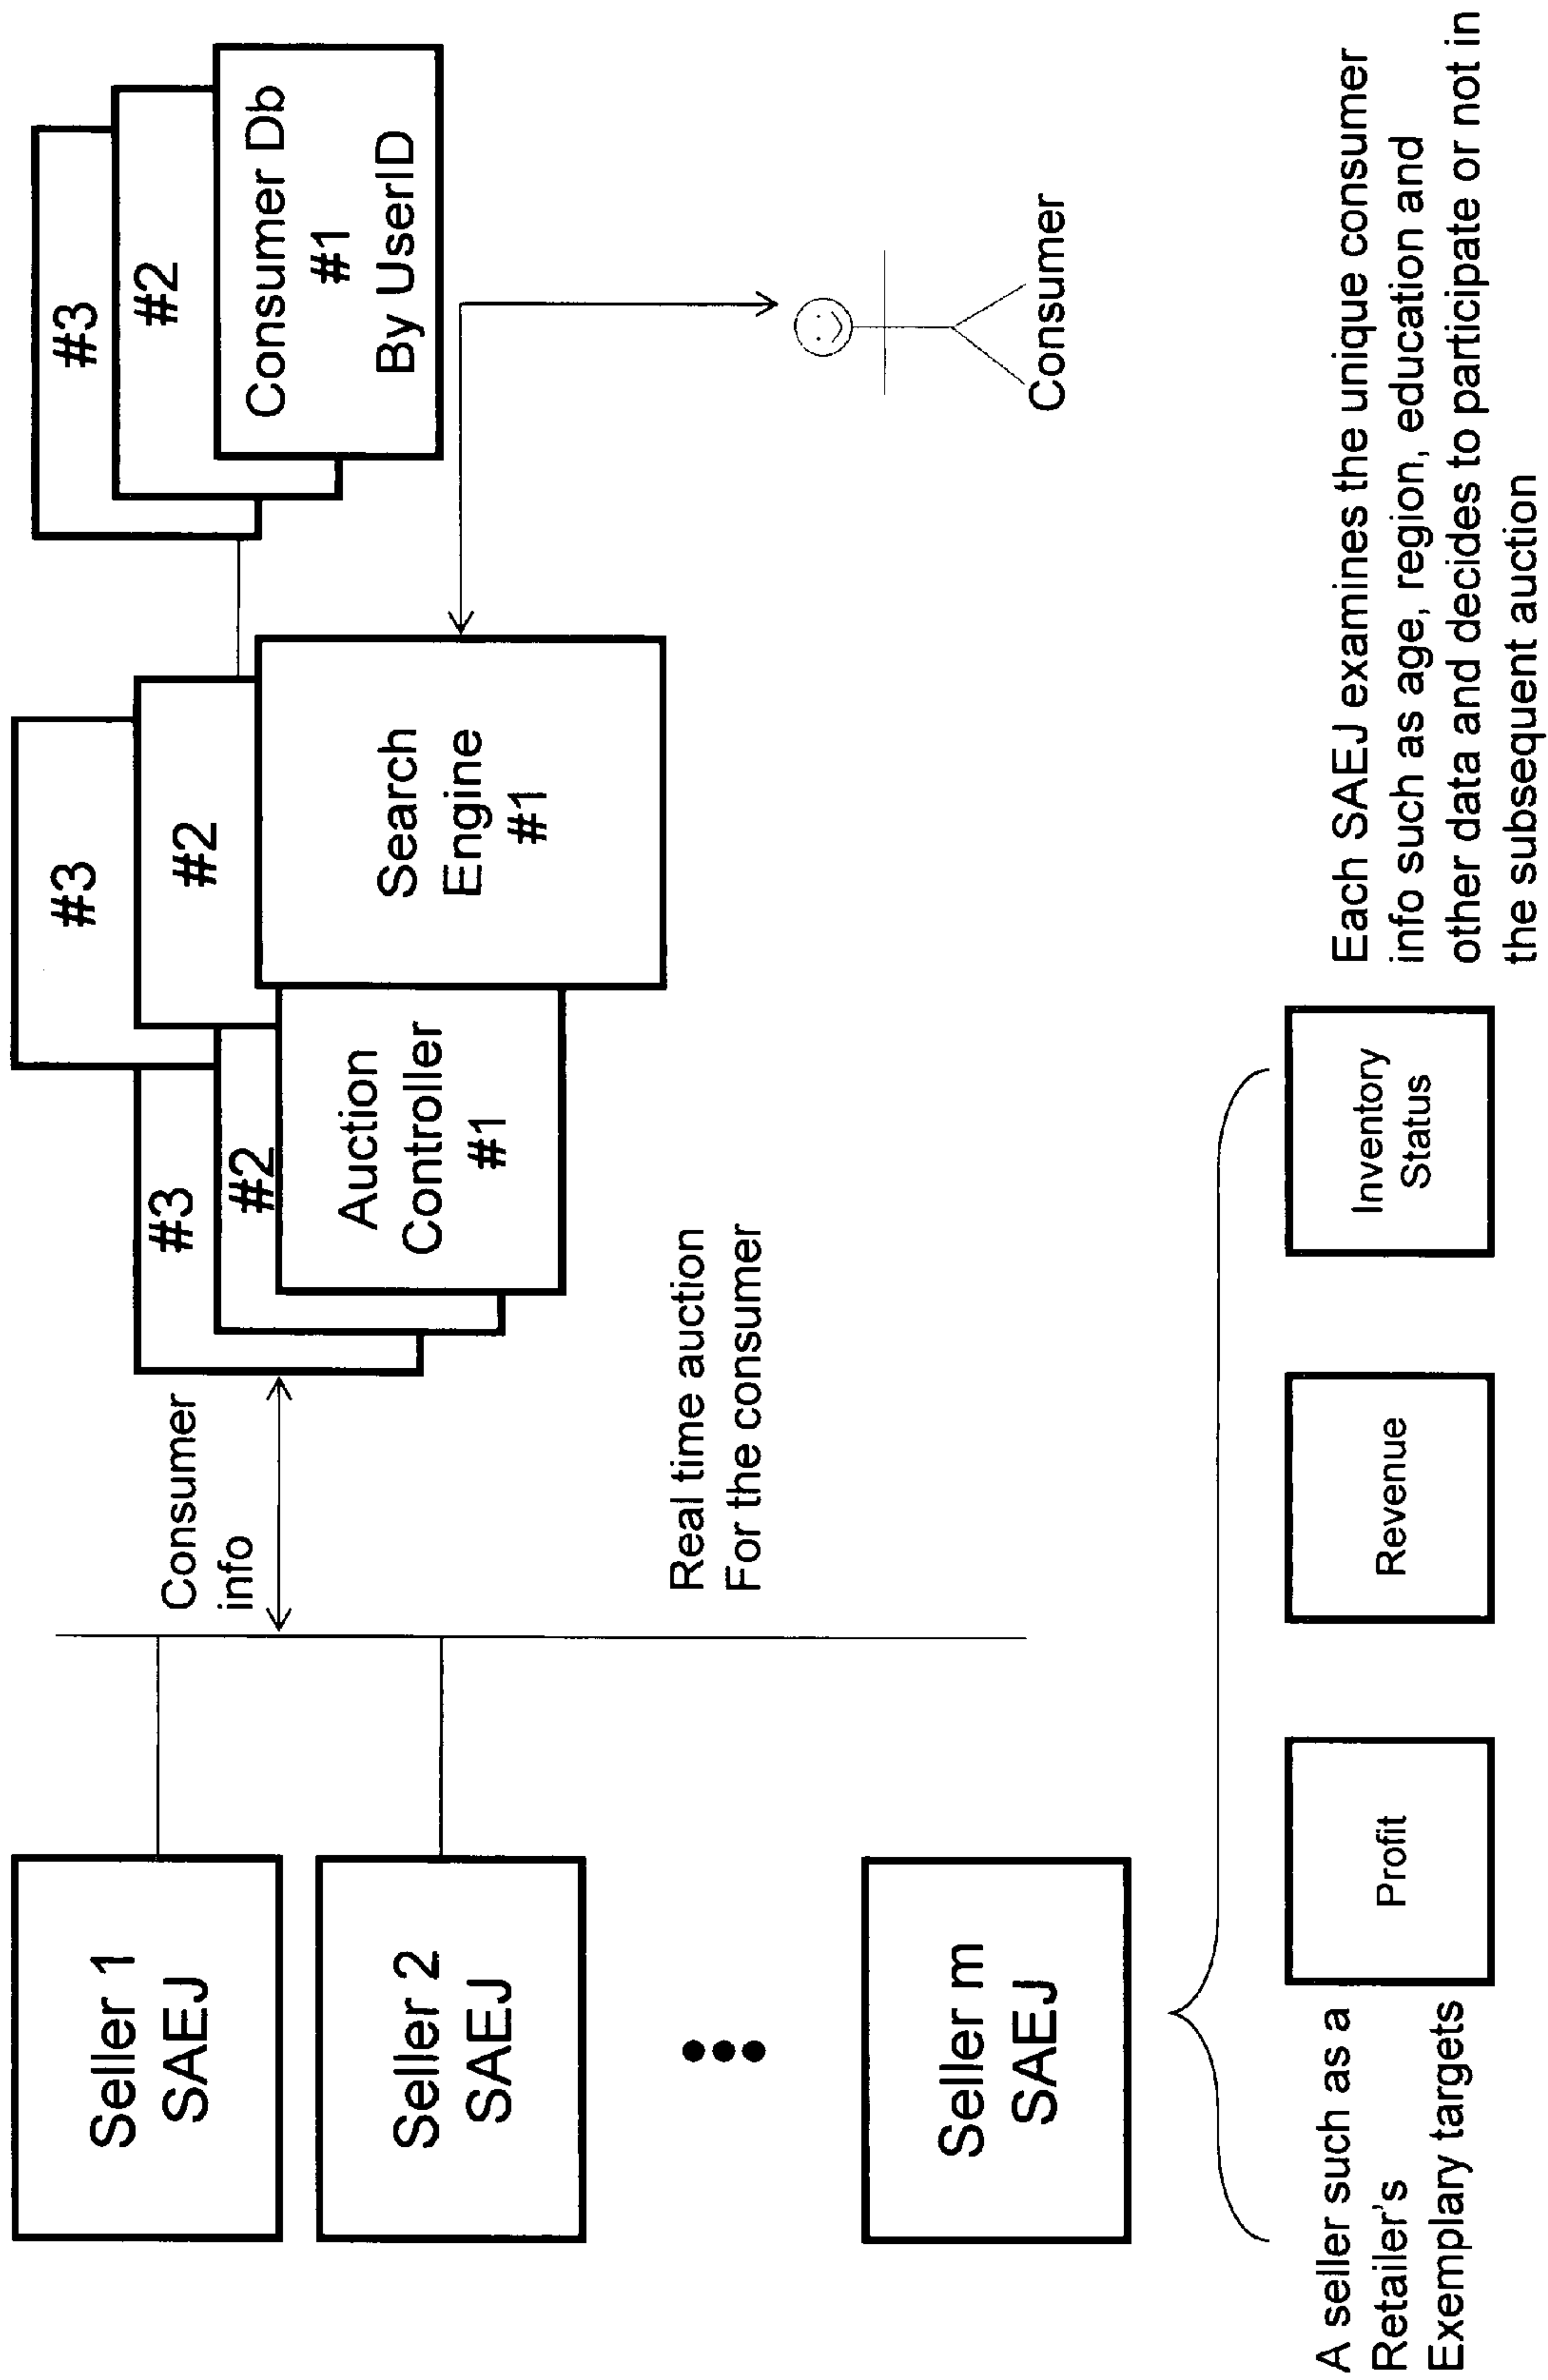 Seller 1
SAEJ
Seller 2
SAEJ
Seller m
SAEJ
Consumer
info
Real time auction
For the consumer
#3
#2
Auction
Controller
#1
#3
#2
Search
Engine
#1
#3
#2
Consumer Db
#1
By UserID
Consumer
A seller such as a
Retailer's
Exemplary targets
Profit
Revenue
Inventory
Status
Each SAEJ examines the unique consumer
info such as age, region, education and
other data and decides to participate or not in
the subsequent auction